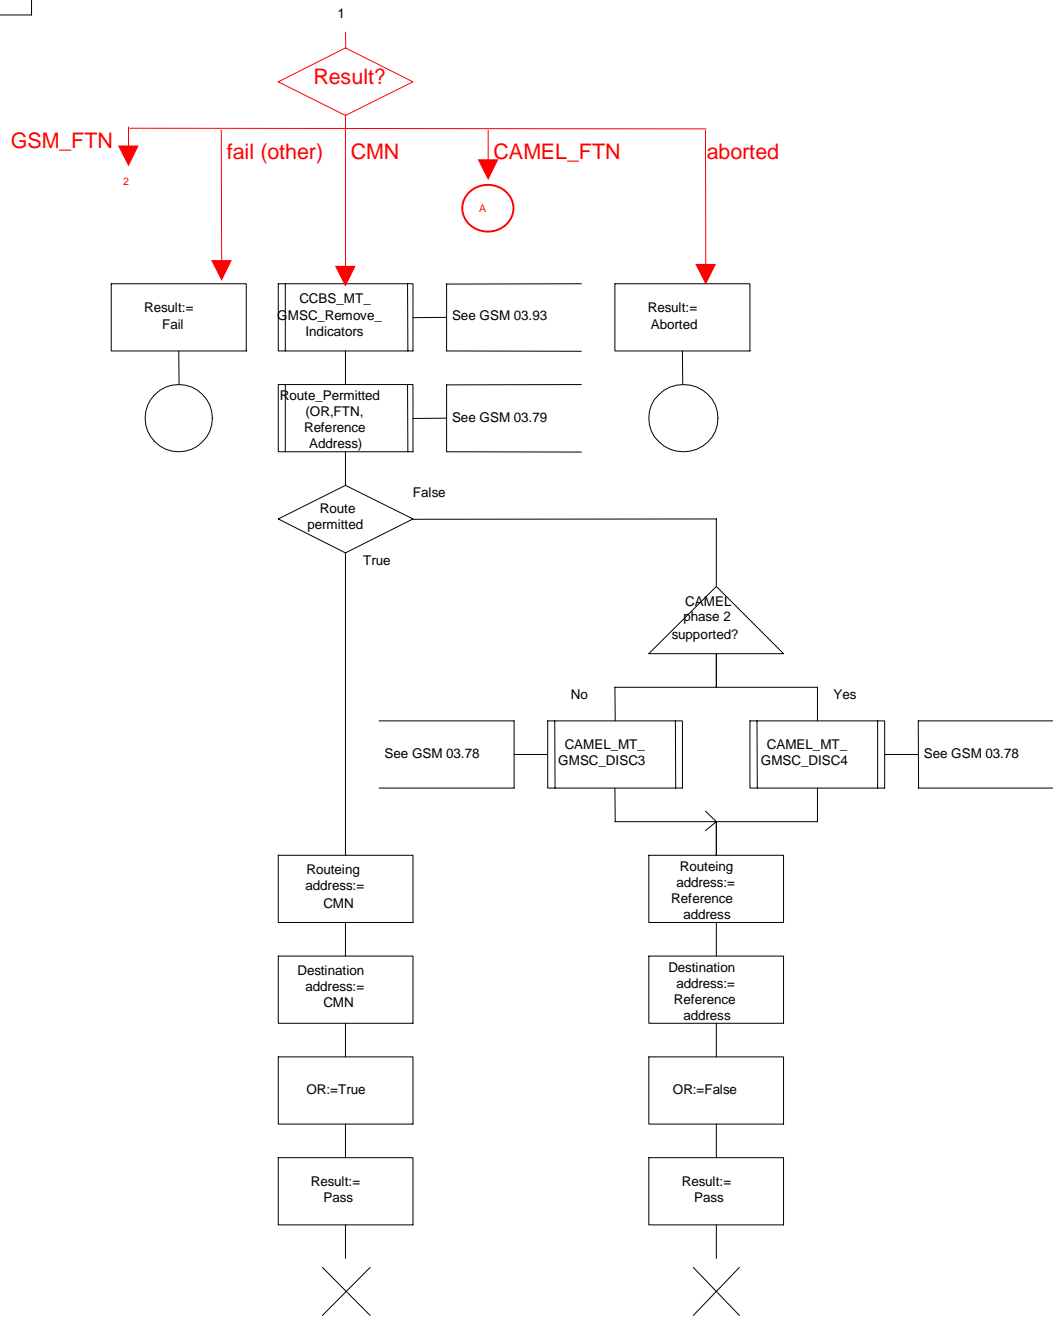 1
Result?
GSM_FTN
fail (other)
CMN
CAMEL_FTN
aborted
2
A
Result:=
Fail
CCBS_MT_
GMSC_Remove_
Indicators
See GSM 03.93
Result:=
Aborted
Route_Permitted
(OR,FTN,
Reference
Address)
See GSM 03.79
Route
permitted
False
True
CAMEL
phase 2
supported?
No
Yes
See GSM 03.78
CAMEL_MT_
GMSC_DISC3
CAMEL_MT_
GMSC_DISC4
See GSM 03.78
Routeing
address:=
CMN
Routeing
address:=
Reference
address
Destination
address:=
CMN
Destination
address:=
Reference
address
OR:=True
OR:=False
Result:=
Pass
Result:=
Pass